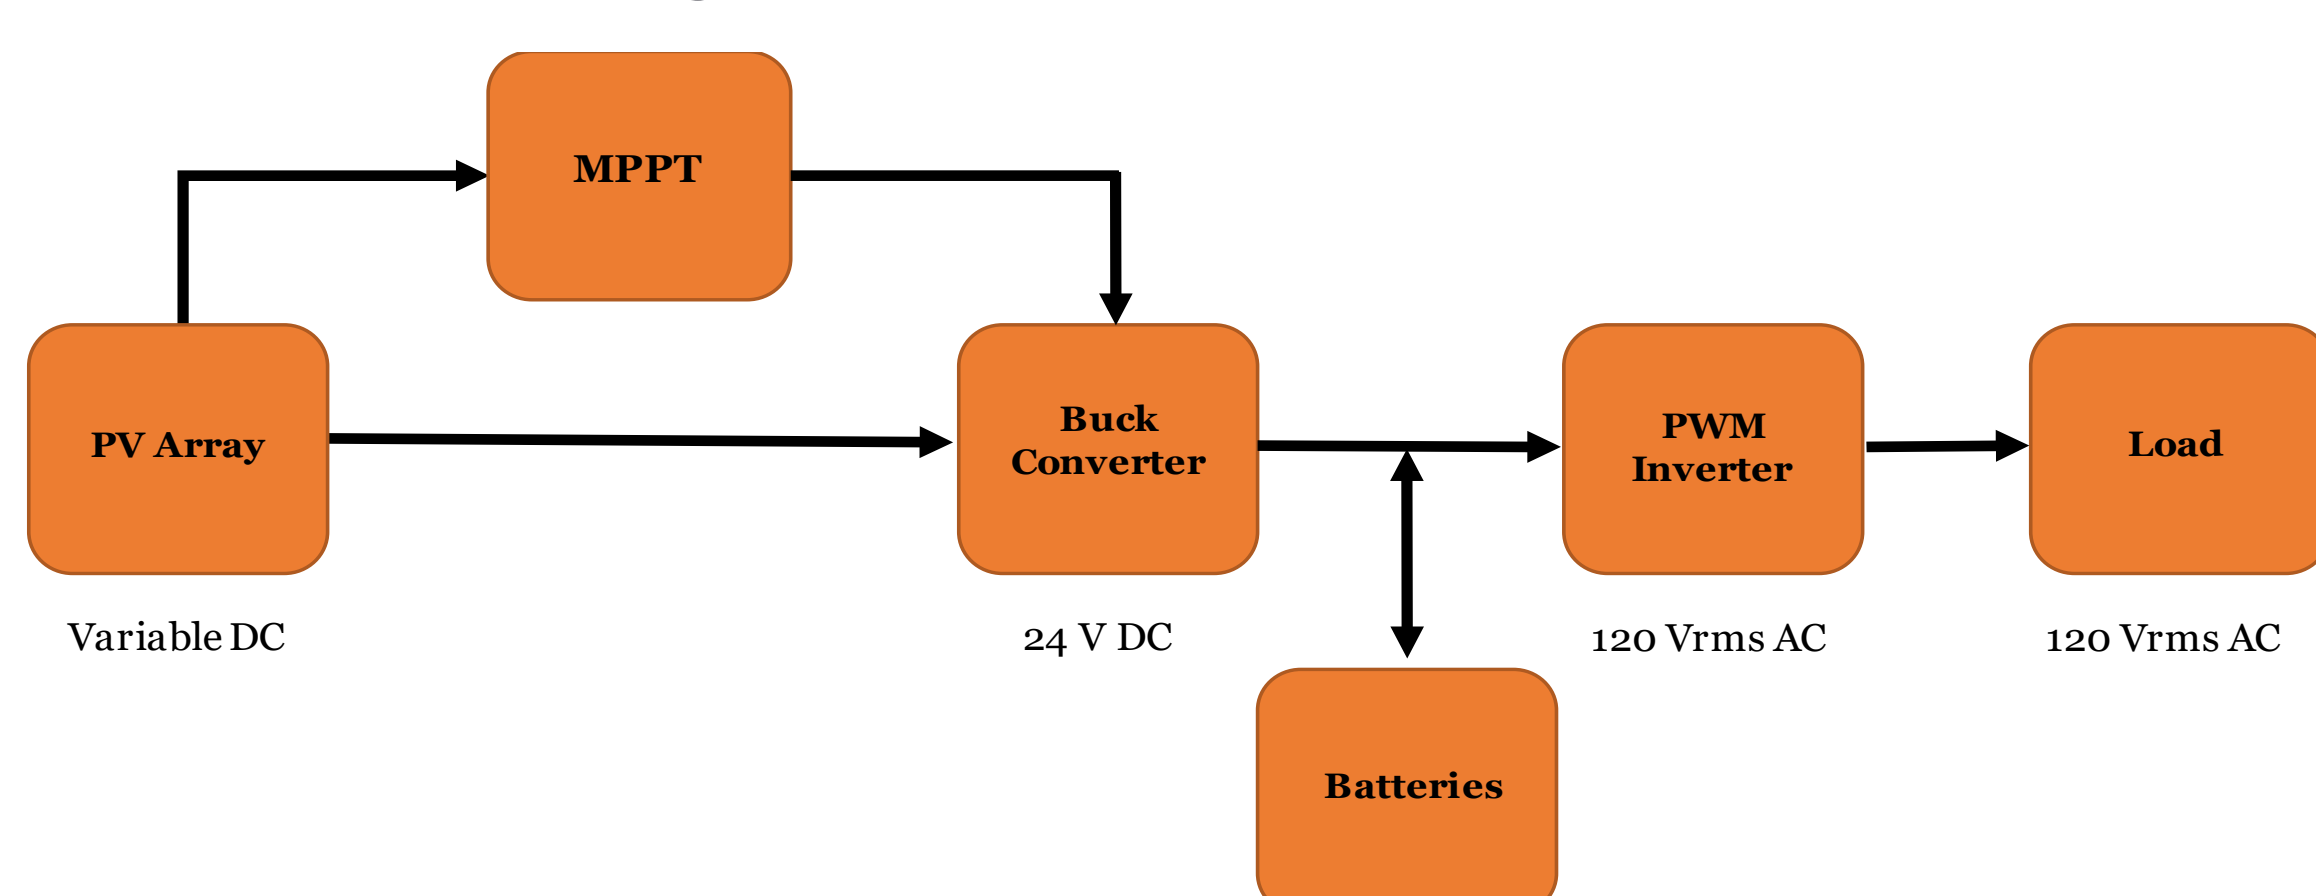 MPPT
PV Array
Buck
Converter
PWM
Inverter
Load
Variable DC
24 V DC
120 Vrms AC
120 Vrms AC
Batteries